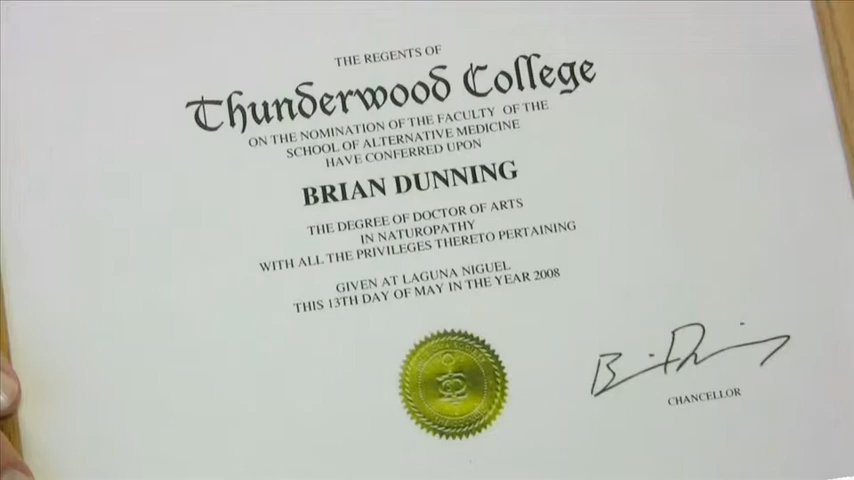 THE REGENTS OF
Thunderwood College
ON THE NOMINATION OF THE FACULTY OF THE
SCHOOL OF ALTERNATIVE MEDICINE
HAVE CONFERRED UPON
BRIAN DUNNING
THE DEGREE OF DOCTOR OF ARTS
IN NATUROPATHY
WITH ALL THE PRIVILEGES THERETO PERTAINING
GIVEN AT LAGUNA NIGUEL
THIS 13TH DAY OF MAY IN THE YEAR 2008
CHANCELLOR